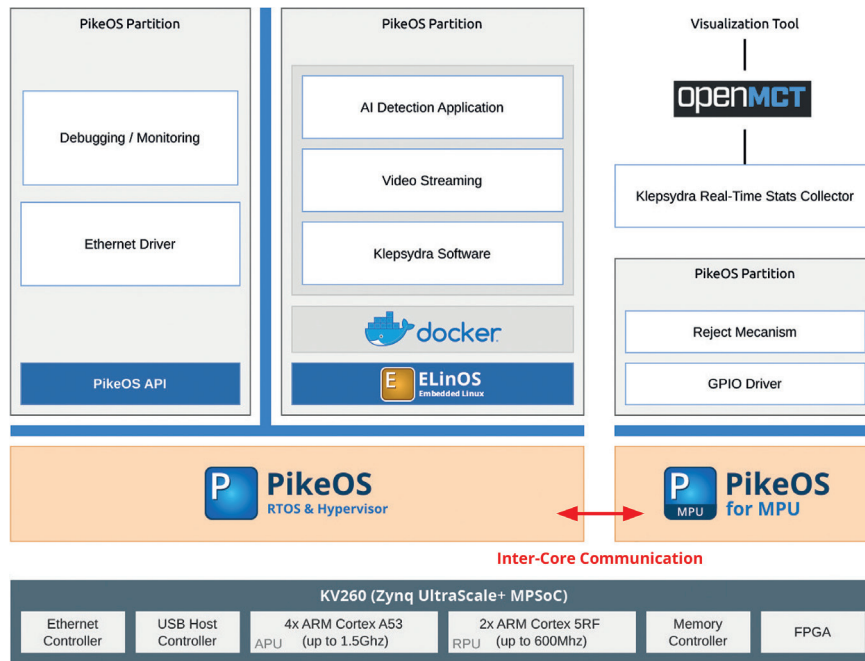 PikeOS Partition
Debugging / Monitoring
Ethernet Driver
PikeOS API
PikeOS Partition
AI Detection Application
Video Streaming
Klepsydra Software
docker
E
ELinOS
Embedded Linux
Visualization Tool
openMCT
Klepsydra Real-Time Stats Collector
PikeOS Partition
Reject Mecanism
GPIO Driver
P
PikeOS
RTOS & Hypervisor
P
MPU
PikeOS
for MPU
Inter-Core Communication
KV260 (Zynq UltraScale+ MPSoC)
Ethernet
Controller
USB Host
Controller
4x ARM Cortex A53
APU (up to 1.5Ghz)
2x ARM Cortex 5RF
RPU (up to 600Mhz)
Memory
Controller
FPGA